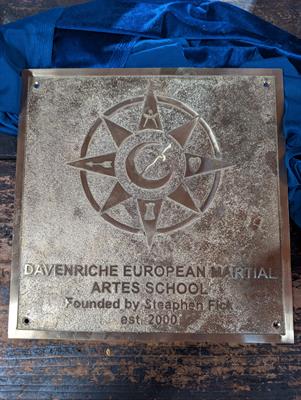 DAVENRICHE EUROPEAN MARTIAL
ARTES SCHOOL
Founded by Steaphen Fick
est. 2000